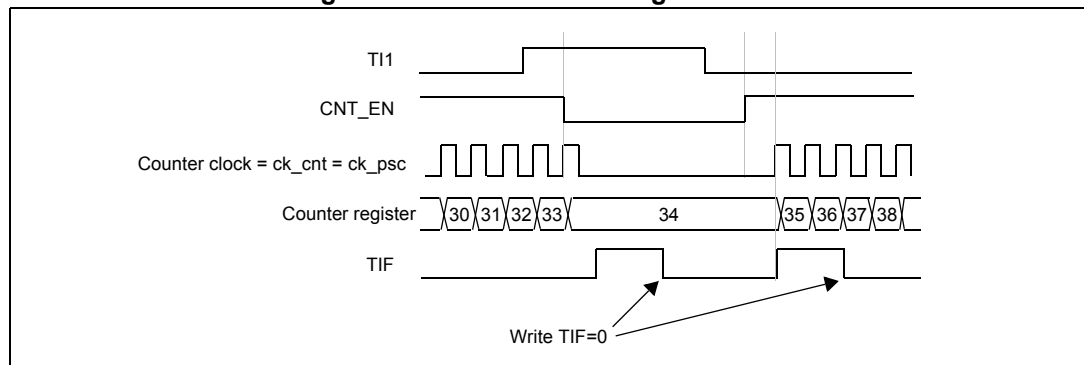 TI1
CNT_EN
Counter clock = ck_cnt = ck_psc
Counter register 30 31 32 33 34 35 36 37 38
TIF
Write TIF=0